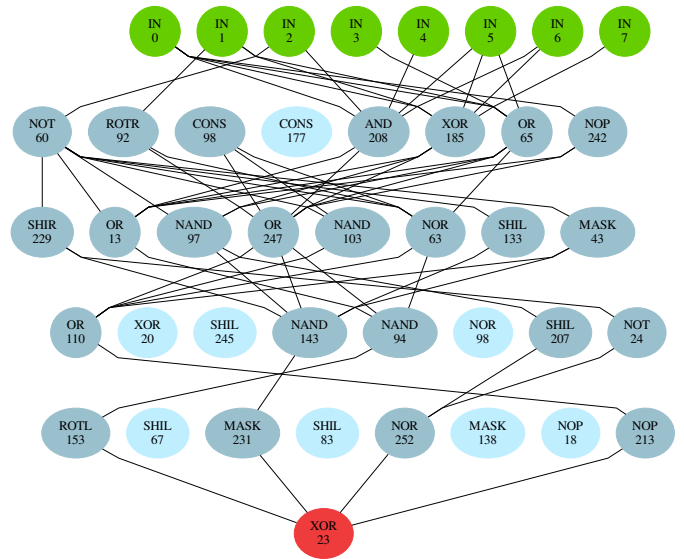 IN
0
IN
1
IN
2
IN
3
IN
4
IN
5
IN
6
IN
7
NOT
60
ROTR
92
CONS
98
CONS
177
AND
208
XOR
185
OR
65
NOP
242
SHIR
229
OR
13
NAND
97
OR
247
NAND
103
NOR
63
SHIL
133
MASK
43
OR
110
XOR
20
SHIL
245
NAND
143
NAND
94
NOR
98
SHIL
207
NOT
24
ROTL
153
SHIL
67
MASK
231
SHIL
83
NOR
252
MASK
138
NOP
18
NOP
213
XOR
23